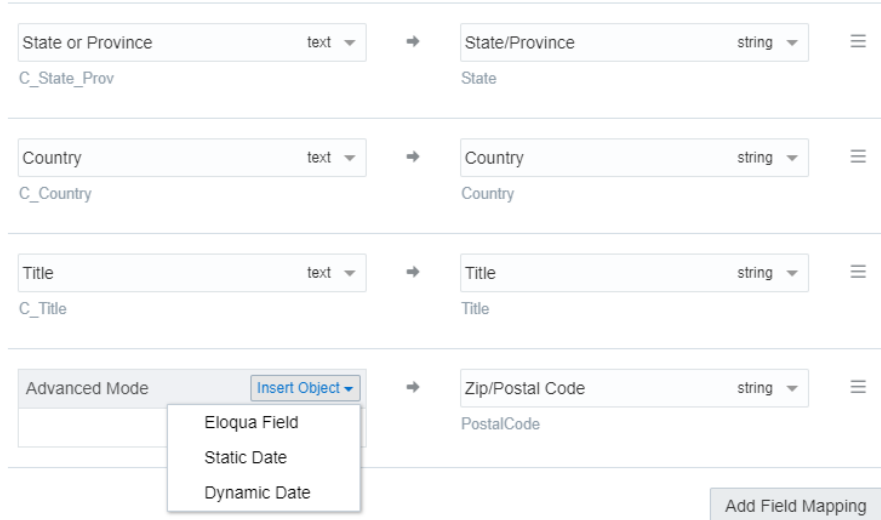 State or Province text State/Province string
C_State_Prov State
Country text Country string
C_Country Country
Title text Title string
C_Title Title
Advanced Mode Insert Object Zip/Postal Code string
Eloqua Field PostalCode
Static Date
Dynamic Date
Add Field Mapping